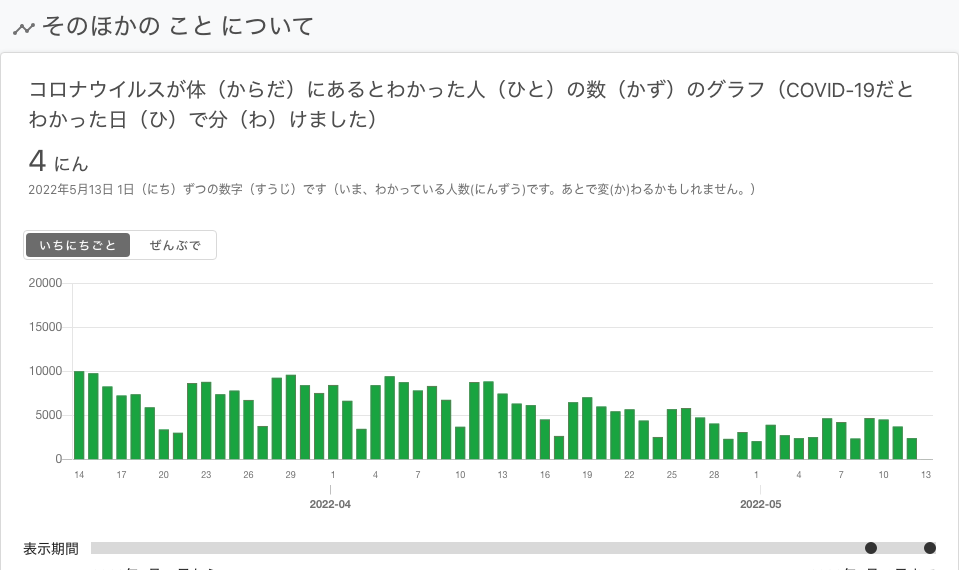 そのほかの こと について
コロナウイルスが体（からだ）にあるとわかった人（ひと）の数（かず）のグラフ（COVID-19だと
わかった日（ひ）で分（わ）けました）
4 にん
2022年5月13日 1日（にち）ずつの数字（すうじ）です（いま、わかっている人数(にんずう)です。あとで変(か)わるかもしれません。）
いちにちごと ぜんぶで
20000
15000
10000
5000
0
14 17 20 23 26 29 1 4 7 10 13 16 19 22 25 28 1 4 7 10 13
2022-04 2022-05
表示期間